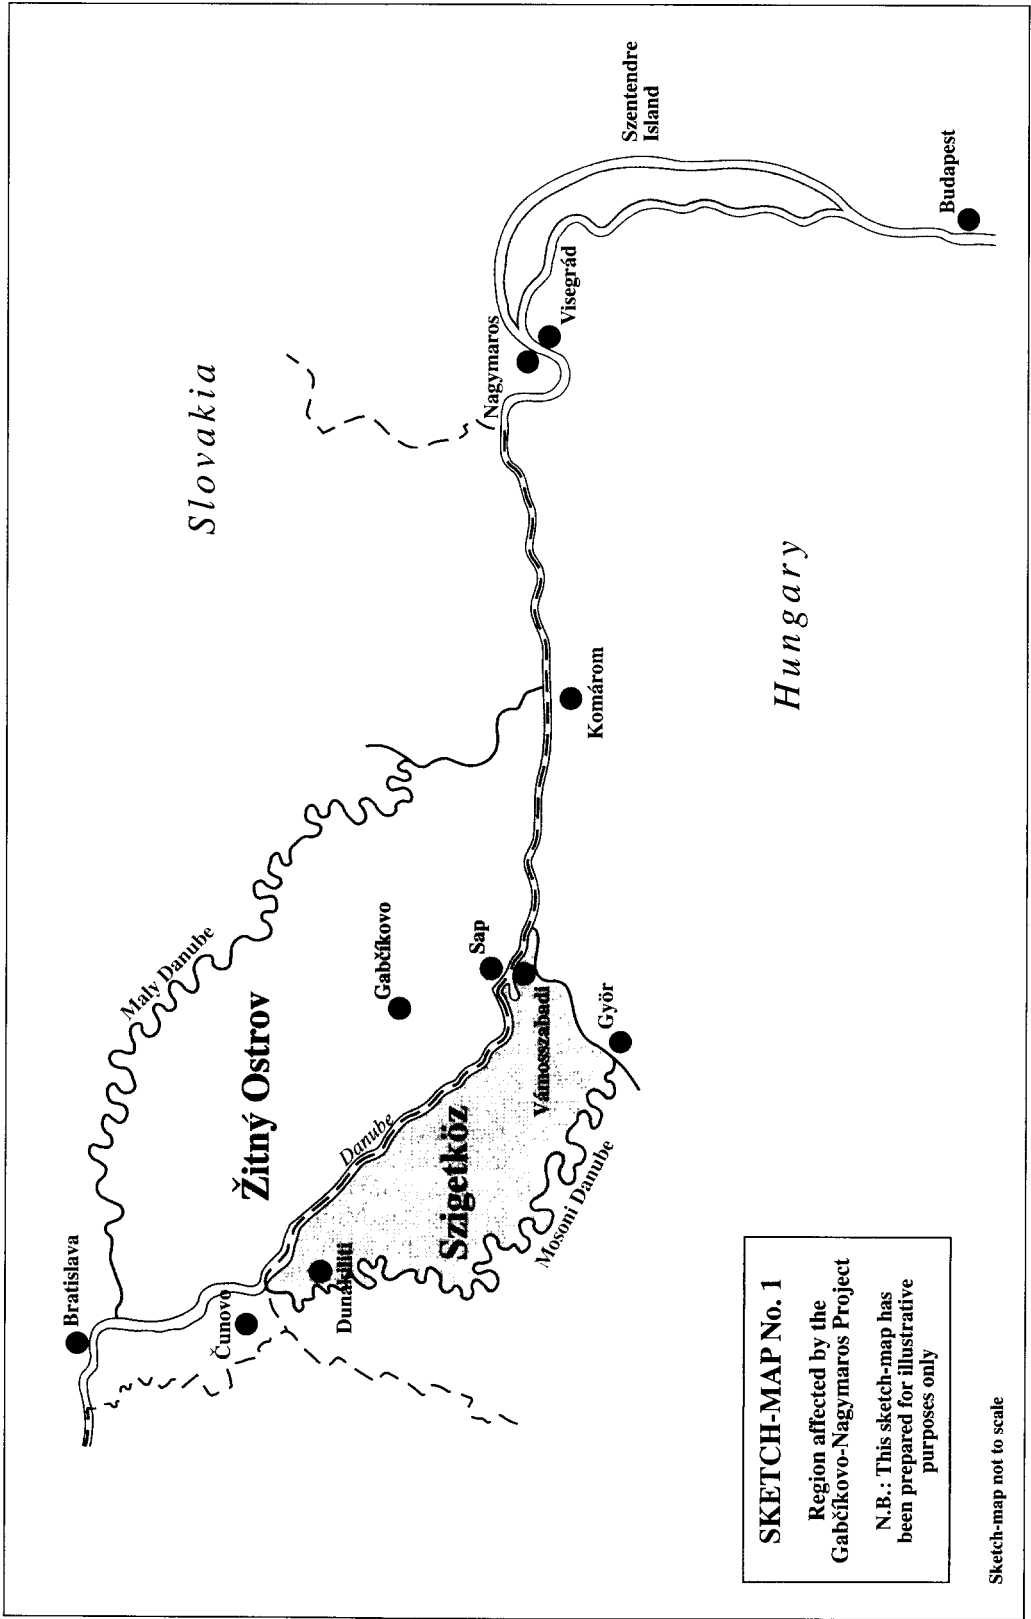 Slovakia
Bratislava
Maly Danube
Žitný Ostrov
Čunovo
Gabčíkovo
Danube
Dunakiliti
Szigetköz
Sap
Vámosszabadi
Mosoni Danube
Györ
Komárom
Nagymaros
Visegrád
Szentendre
Island
Budapest
Hungary
SKETCH-MAP No. 1
Region affected by the
Gabčíkovo-Nagymaros Project
N.B.: This sketch-map has
been prepared for illustrative
purposes only
Sketch-map not to scale